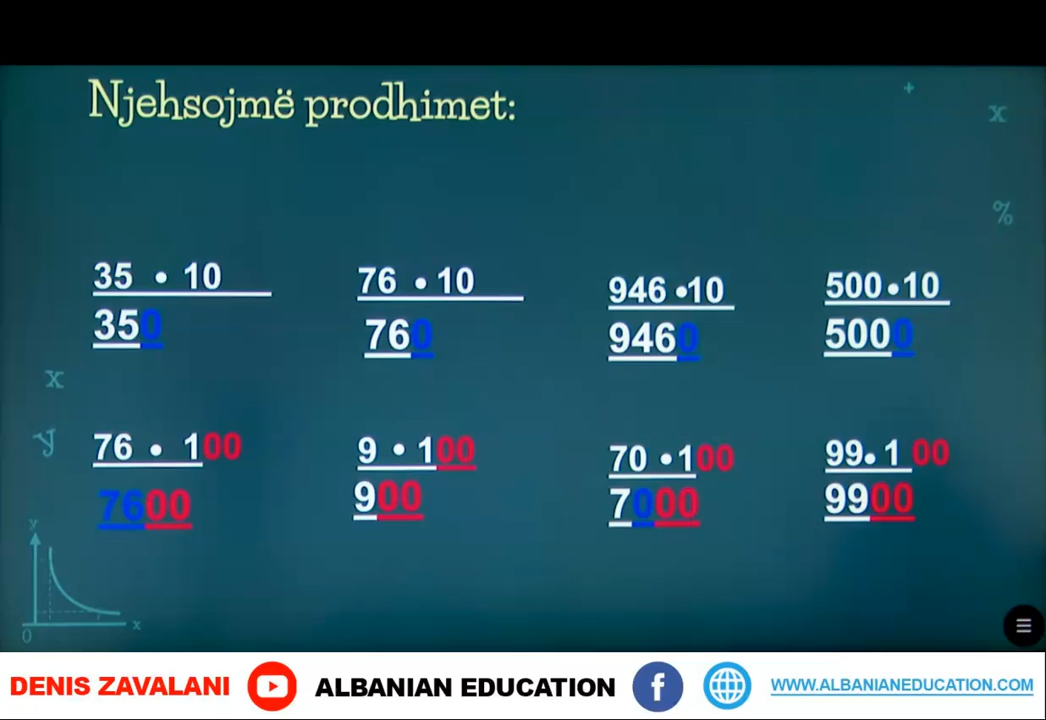 Njehsojmë prodhimet:
+
x
%
35 • 10
76 • 10
946 •10
500•10
350
760
9460
5000
x
y
76 • 100
9 • 100
70 •100
99• 1 00
7600
900
7000
9900
y
0
x
DENIS ZAVALANI
ALBANIAN EDUCATION
f
WWW.ALBANIANEDUCATION.COM